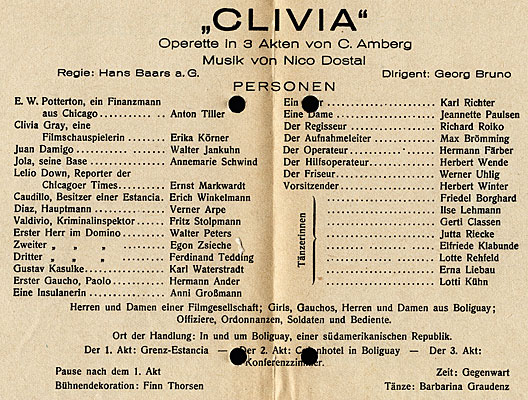 „CLIVIA“
Operette in 3 Akten von C. Amberg
Musik von Nico Dostal
Regie: Hans Baars a. G. Dirigent: Georg Bruno
PERSONEN
E. W. Potterton, ein Finanzmann
aus Chicago Anton Tiller
Clivia Gray, eine
Filmschauspielerin Erika Körner
Juan Damigo Walter Jankuhn
Jola, seine Base Annemarie Schwind
Lelio Down, Reporter der
Chicagoer Times Ernst Markwardt
Caudillo, Besitzer einer Estancia. Erich Winkelmann
Diaz, Hauptmann Verner Arpe
Valdivio, Kriminalinspektor Fritz Stolpmann
Erster Herr im Domino Walter Peters
Zweiter „ „ „ Egon Zsieche
Dritter „ „ „ Ferdinand Tedding
Gustav Kasulke Karl Waterstradt
Erster Gaucho, Paolo Hermann Ander
Eine Insulanerin Anni Großmann
Ein Karl Richter
Eine Dame Jeannette Paulsen
Der Regisseur Richard Roiko
Der Aufnahmeleiter Max Brömming
Der Operateur Hermann Färber
Der Hilfsoperateur Herbert Wende
Der Friseur Werner Uhlig
Vorsitzender Herbert Winter
Tänzerinnen
Friedel Borghard
Ilse Lehmann
Gertl Classen
Jutta Riecke
Elfriede Klabunde
Lotte Rehfeld
Erna Liebau
Lotti Kühn
Herren und Damen einer Filmgesellschaft; Girls, Gauchos, Herren und Damen aus Boliguay;
Offiziere, Ordonnanzen, Soldaten und Bediente.
Ort der Handlung: In und um Boliguay, einer südamerikanischen Republik.
Der 1. Akt: Grenz-Estancia — Der 2. Akt: hotel in Boliguay — Der 3. Akt:
Konferenzzimmer.
Pause nach dem 1. Akt Zeit: Gegenwart
Bühnendekoration: Finn Thorsen Tänze: Barbarina Graudenz